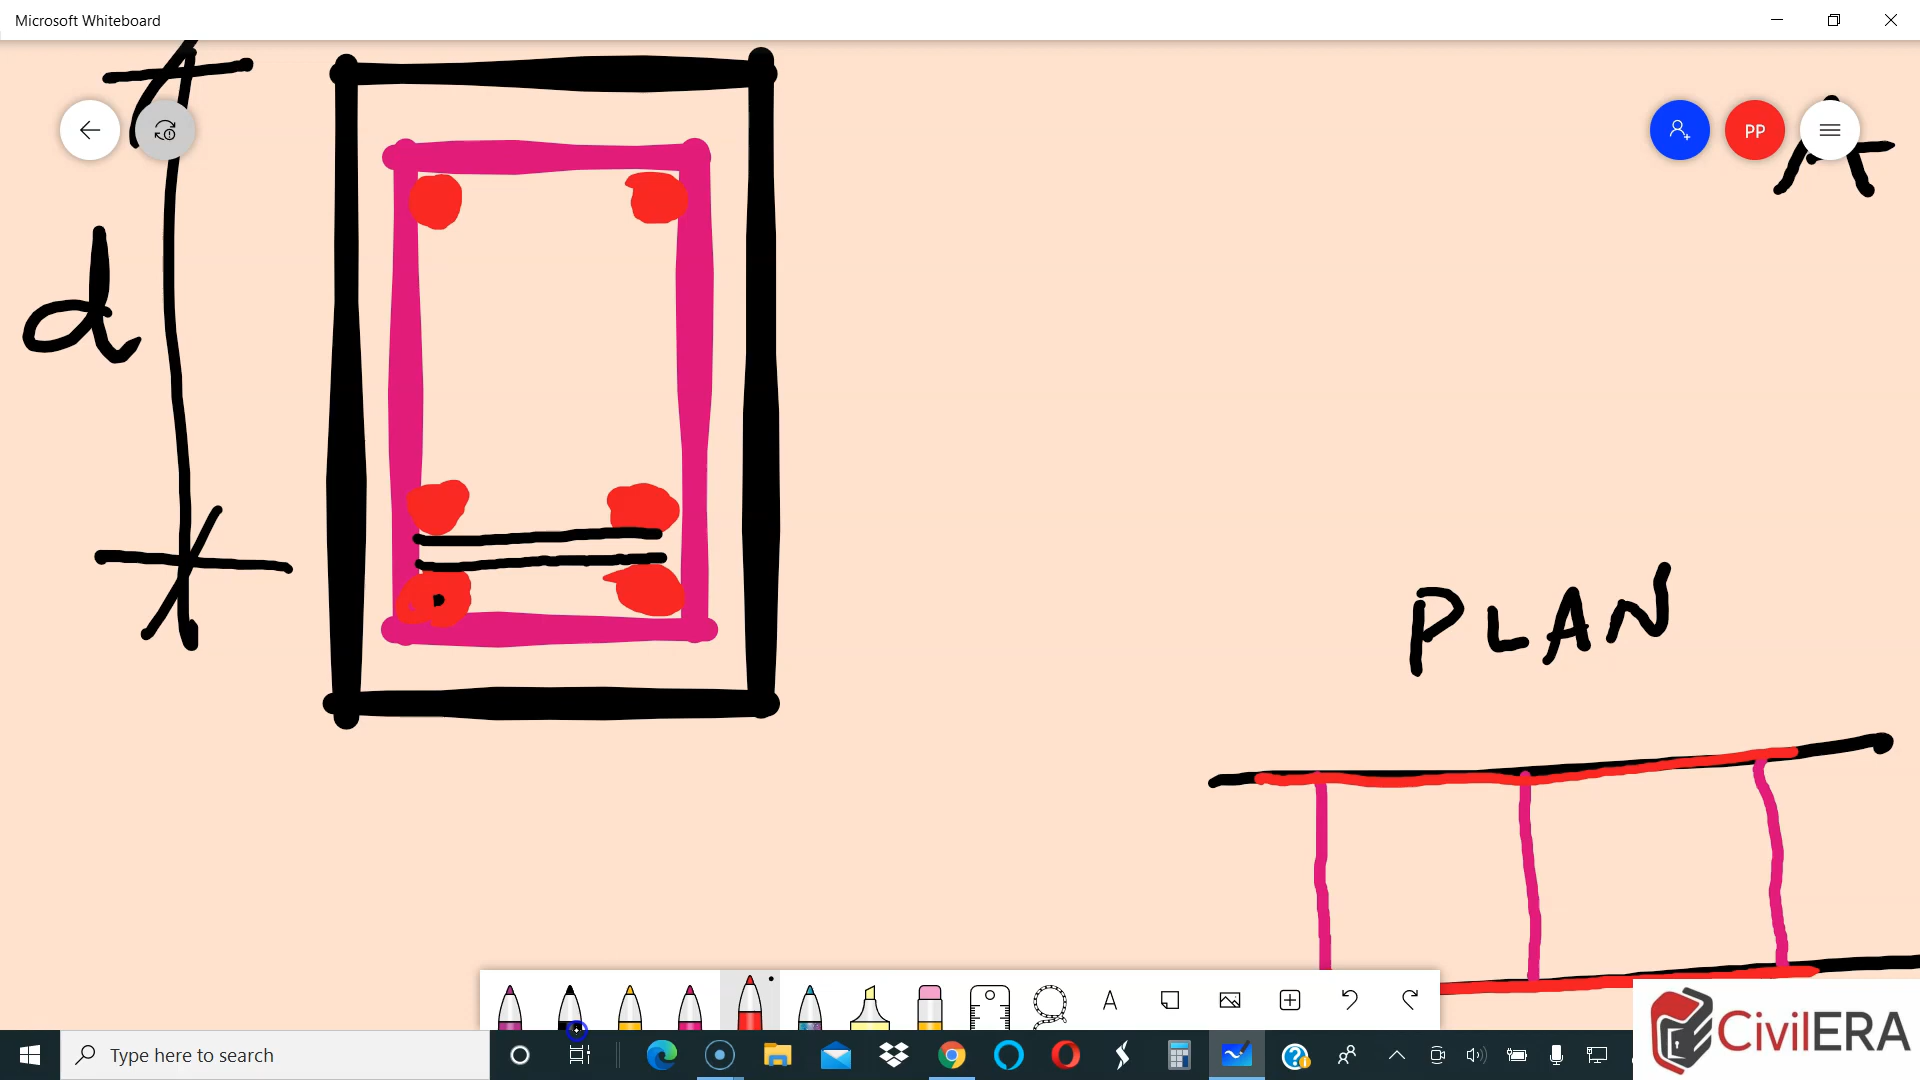 Microsoft Whiteboard
PP
d
PLAN
A
Type here to search
CivilERA